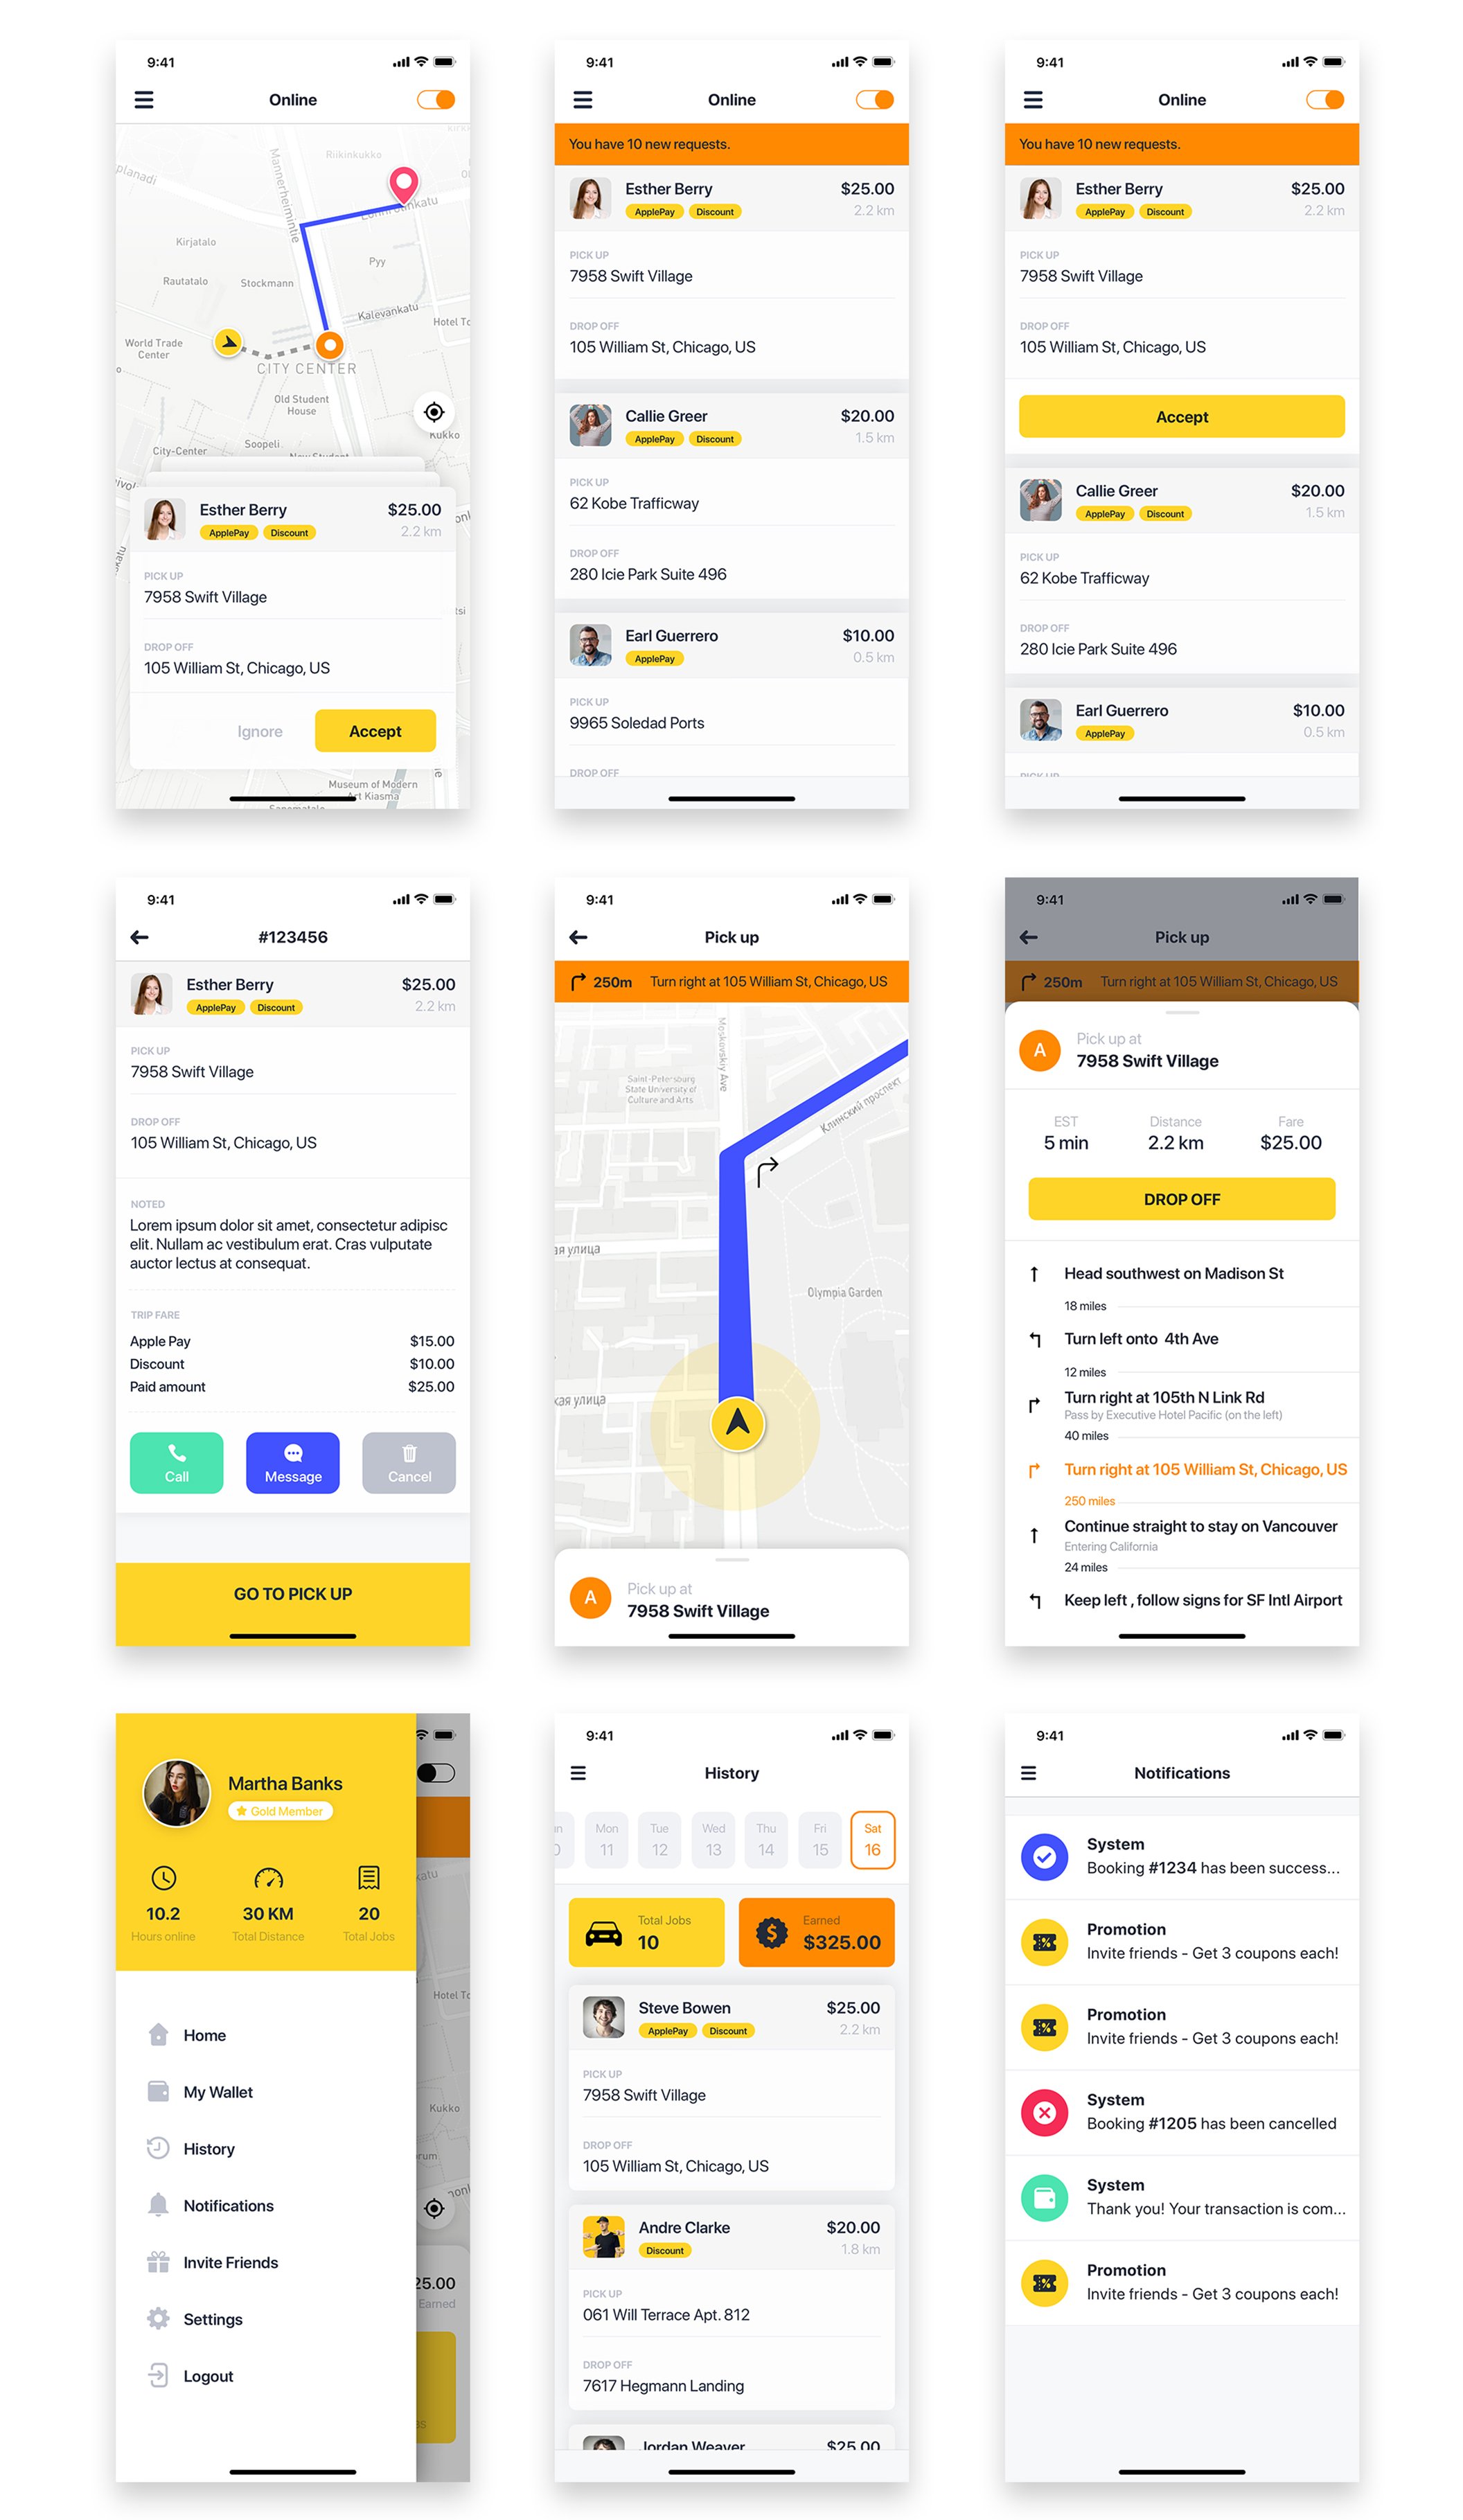 9:41
Online
Riikinkukko
planadi
Mannerheimintie
Kirjatalo
Pyy
Rautatalo
Stockmann
Kalevankatu
Hotel To
World Trade
Center
CITY CENTER
Old Student
House
Kukko
City-Center
Soopeli
New Student
Esther Berry
$25.00
ApplePay
Discount
2.2 km
PICK UP
7958 Swift Village
DROP OFF
105 William St, Chicago, US
Ignore
Accept
Museum of Modern
Art Kiasma
9:41
Online
You have 10 new requests.
Esther Berry
$25.00
ApplePay
Discount
2.2 km
PICK UP
7958 Swift Village
DROP OFF
105 William St, Chicago, US
Callie Greer
$20.00
ApplePay
Discount
1.5 km
PICK UP
62 Kobe Trafficway
DROP OFF
280 Icie Park Suite 496
Earl Guerrero
$10.00
ApplePay
0.5 km
PICK UP
9965 Soledad Ports
DROP OFF
9:41
Online
You have 10 new requests.
Esther Berry
$25.00
ApplePay
Discount
2.2 km
PICK UP
7958 Swift Village
DROP OFF
105 William St, Chicago, US
Accept
Callie Greer
$20.00
ApplePay
Discount
1.5 km
PICK UP
62 Kobe Trafficway
DROP OFF
280 Icie Park Suite 496
Earl Guerrero
$10.00
ApplePay
0.5 km
PICK UP
9:41
#123456
Esther Berry
$25.00
ApplePay
Discount
2.2 km
PICK UP
7958 Swift Village
DROP OFF
105 William St, Chicago, US
NOTED
Lorem ipsum dolor sit amet, consectetur adipisc
elit. Nullam ac vestibulum erat. Cras vulputate
auctor lectus at consequat.
TRIP FARE
Apple Pay $15.00
Discount $10.00
Paid amount $25.00
Call
Message
Cancel
GO TO PICK UP
9:41
Pick up
250m Turn right at 105 William St, Chicago, US
Moskovskiy Ave
Saint-Petersburg
State University of
Culture and Arts
Клинский проспект
ая улица
Olympia Garden
кая улица
A
Pick up at
7958 Swift Village
9:41
Pick up
250m Turn right at 105 William St, Chicago, US
A
Pick up at
7958 Swift Village
EST
5 min
Distance
2.2 km
Fare
$25.00
DROP OFF
Head southwest on Madison St
18 miles
Turn left onto 4th Ave
12 miles
Turn right at 105th N Link Rd
Pass by Executive Hotel Pacific (on the left)
40 miles
Turn right at 105 William St, Chicago, US
250 miles
Continue straight to stay on Vancouver
Entering California
24 miles
Keep left , follow signs for SF Intl Airport
Martha Banks
Gold Member
10.2
Hours online
30 KM
Total Distance
20
Total Jobs
Home
My Wallet
History
Notifications
Invite Friends
Settings
Logout
katu
Hotel To
Kukko
25.00
Earned
9:41
History
Mon
11
Tue
12
Wed
13
Thu
14
Fri
15
Sat
16
Total Jobs
10
Earned
$325.00
Steve Bowen
$25.00
ApplePay
Discount
2.2 km
PICK UP
7958 Swift Village
DROP OFF
105 William St, Chicago, US
Andre Clarke
$20.00
Discount
1.8 km
PICK UP
061 Will Terrace Apt. 812
DROP OFF
7617 Hegmann Landing
Jordan Weaver
$25.00
9:41
Notifications
System
Booking #1234 has been success...
Promotion
Invite friends - Get 3 coupons each!
Promotion
Invite friends - Get 3 coupons each!
System
Booking #1205 has been cancelled
System
Thank you! Your transaction is com...
Promotion
Invite friends - Get 3 coupons each!